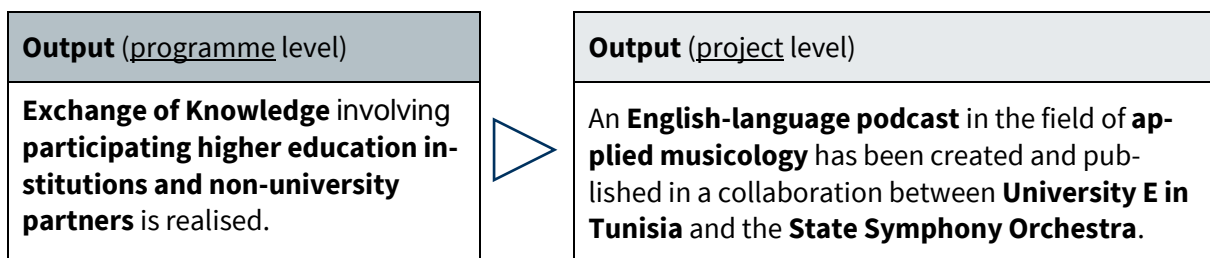 Output (programme level)
Exchange of Knowledge involving
participating higher education in-
stitutions and non-university
partners is realised.
Output (project level)
An English-language podcast in the field of ap-
plied musicology has been created and pub-
lished in a collaboration between University E in
Tunisia and the State Symphony Orchestra.